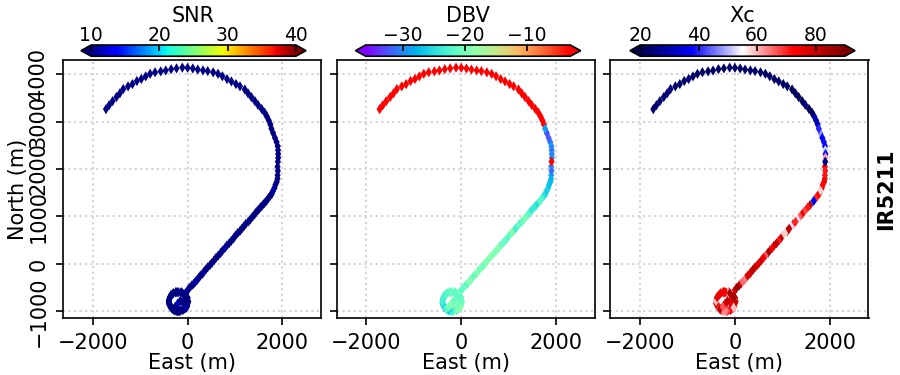 SNR DBV Xc
10 20 30 40 −30 −20 −10 20 40 60 80
4000
3000
2000
1000
0
−1000
North (m)
−2000 0 2000 −2000 0 2000 −2000 0 2000
East (m) East (m) East (m)
IR5211